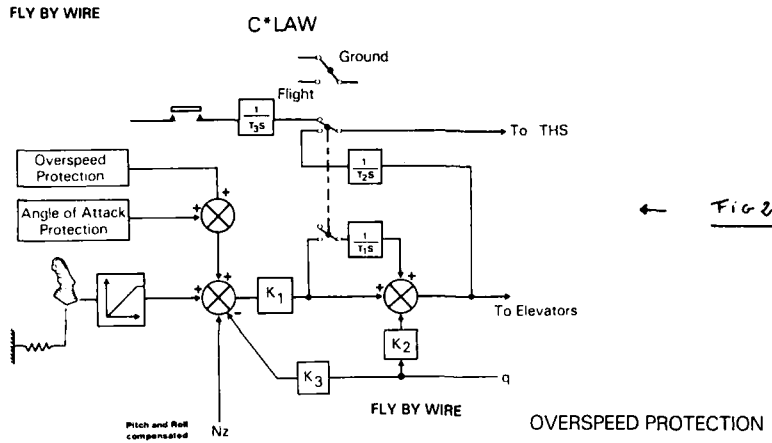 FLY BY WIRE
C*LAW
Ground
Flight
1
T3S
To THS
Overspeed
Protection
1
T2S
Angle of Attack
Protection
← FiG 2
1
T1S
+
+
+
+
+
+
+
-
+
+
K1
To Elevators
K2
K3
q
FLY BY WIRE
Pitch and Roll
compensated
Nz
OVERSPEED PROTECTION